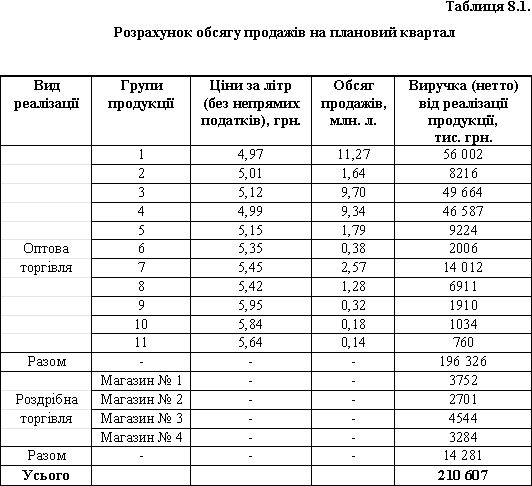 Таблиця 8.1.
Розрахунок обсягу продажів на плановий квартал
Вид реалізації Групи продукції Ціни за літр (без непрямих податків), грн. Обсяг продажів, млн. л. Виручка (нетто) від реалізації продукції, тис. грн.
Оптова торгівля
1 4,97 11,27 56 002
2 5,01 1,64 8216
3 5,12 9,70 49 664
4 4,99 9,34 46 587
5 5,15 1,79 9224
6 5,35 0,38 2006
7 5,45 2,57 14 012
8 5,42 1,28 6911
9 5,95 0,32 1910
10 5,84 0,18 1034
11 5,64 0,14 760
Разом - - - 196 326
Роздрібна торгівля
Магазин № 1 - - 3752
Магазин № 2 - - 2701
Магазин № 3 - - 4544
Магазин № 4 - - 3284
Разом - - - 14 281
Усього 210 607